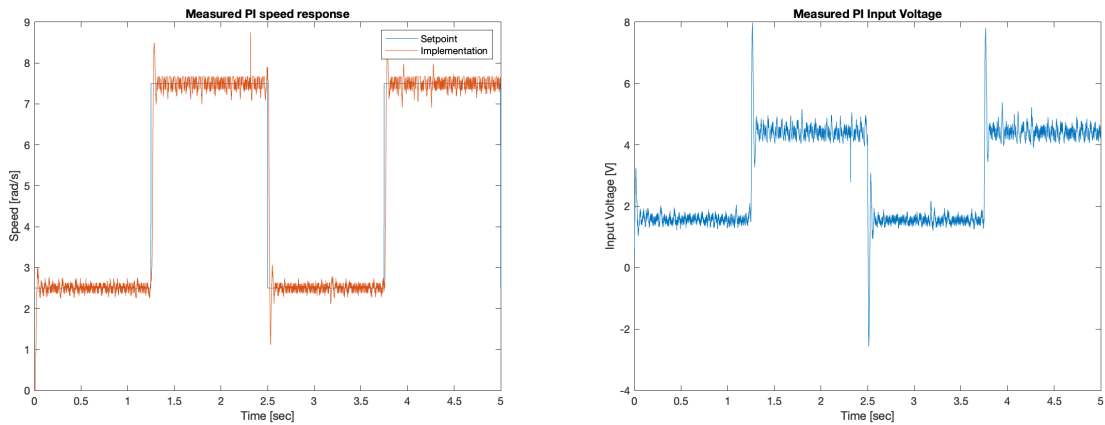 Measured PI speed response
Setpoint
Implementation
9
8
7
6
5
4
3
2
1
0
Speed [rad/s]
0 0.5 1 1.5 2 2.5 3 3.5 4 4.5 5
Time [sec]
Measured PI Input Voltage
8
6
4
2
0
-2
-4
Input Voltage [V]
0 0.5 1 1.5 2 2.5 3 3.5 4 4.5 5
Time [sec]